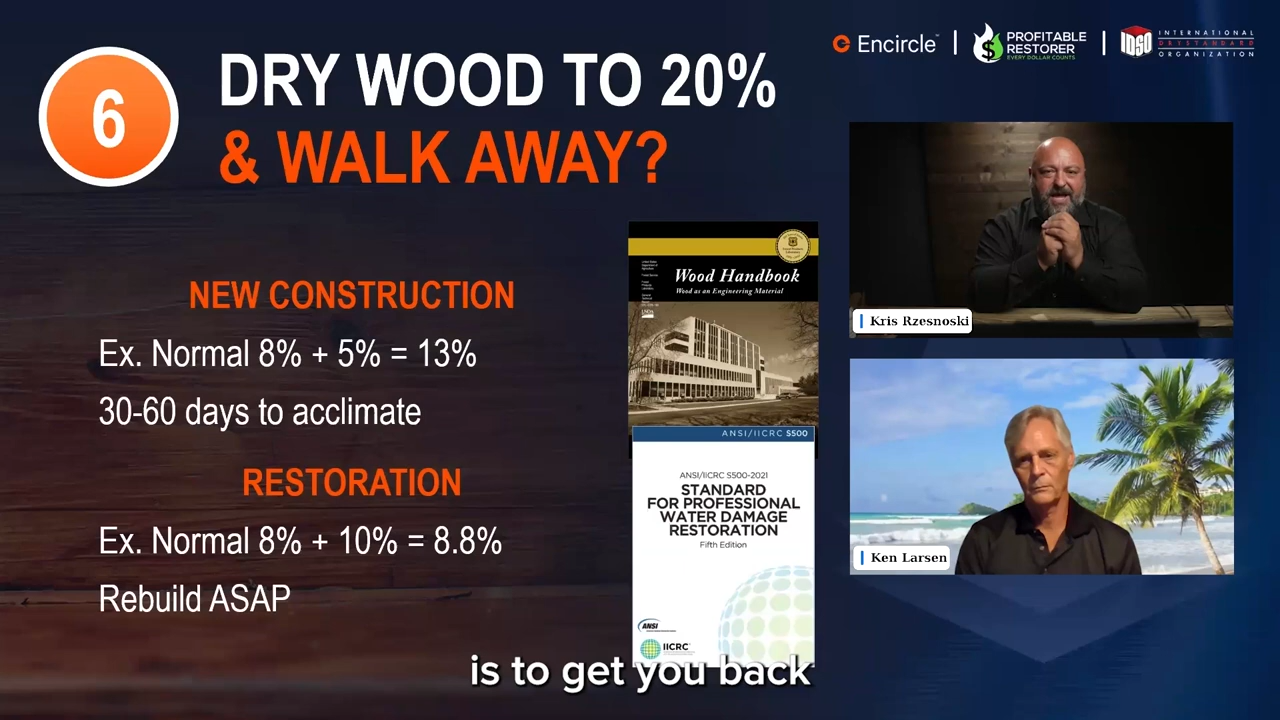 6
DRY WOOD TO 20%
& WALK AWAY?
Encircle
PROFITABLE
RESTORER
EVERY DOLLAR COUNTS
IDSO
INTERNATIONAL
DRYSTANDARD
ORGANIZATION
NEW CONSTRUCTION
Ex. Normal 8% + 5% = 13%
30-60 days to acclimate
RESTORATION
Ex. Normal 8% + 10% = 8.8%
Rebuild ASAP
Wood Handbook
Wood as an Engineering Material
ANSI/IICRC S500
ANSI/IICRC S500-2021
STANDARD
FOR PROFESSIONAL
WATER DAMAGE
RESTORATION
Fifth Edition
ANSI
IICRC
Kris Rzesnoski
Ken Larsen
is to get you back